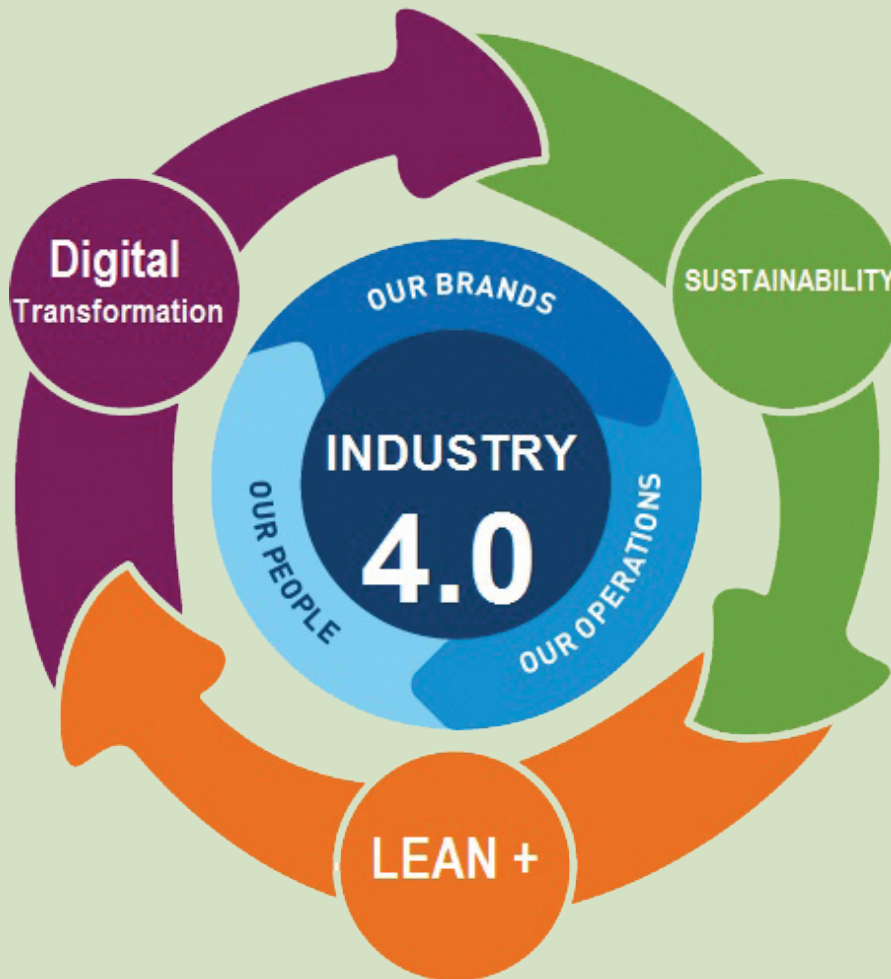 Digital
Transformation
SUSTAINABILITY
OUR BRANDS
INDUSTRY
4.0
OUR PEOPLE
OUR OPERATIONS
LEAN +